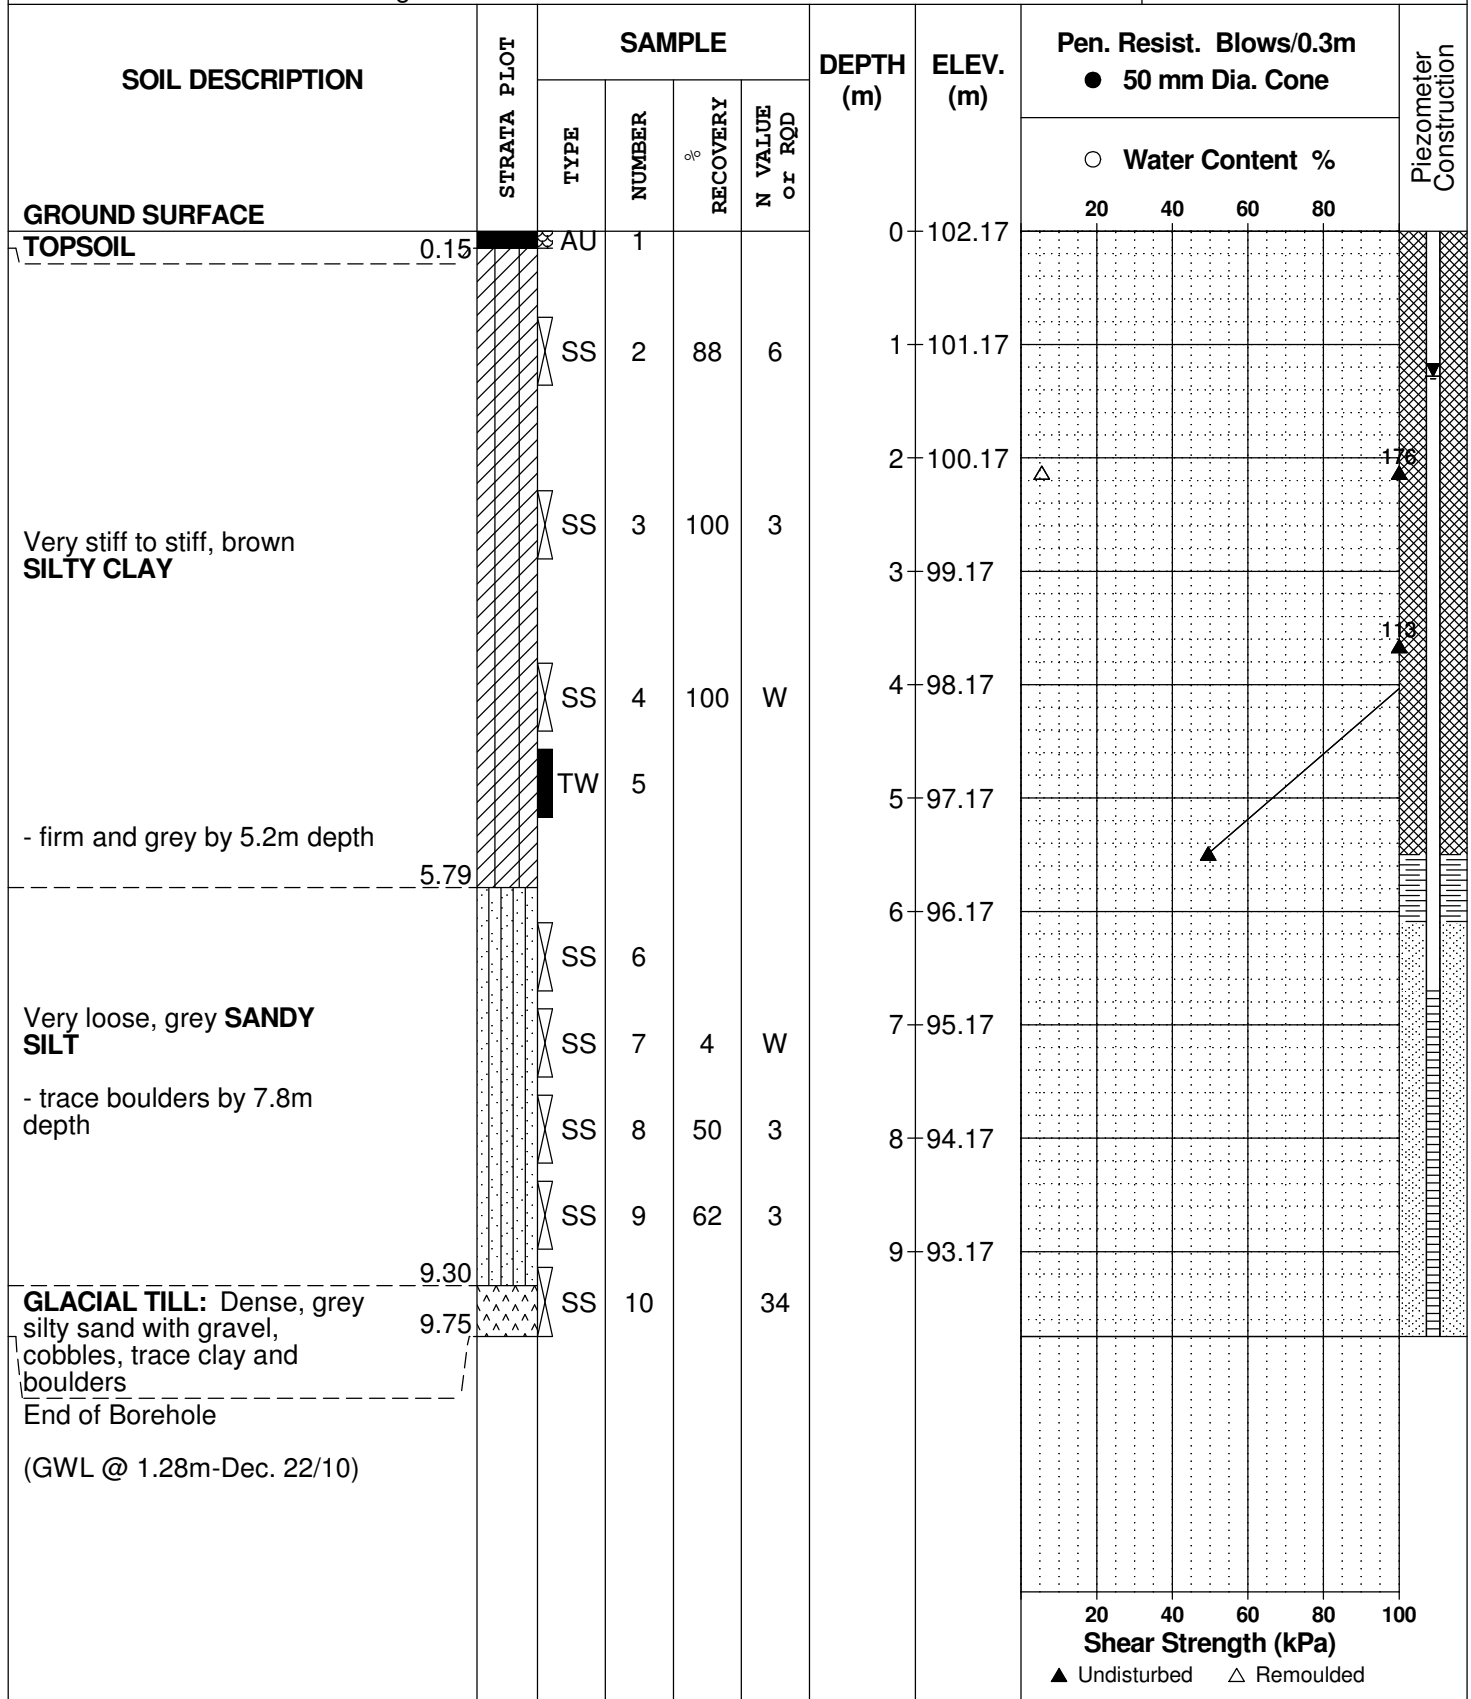 SOIL DESCRIPTION
STRATA PLOT
SAMPLE
TYPE
NUMBER
% RECOVERY
N VALUE or RQD
DEPTH (m)
ELEV. (m)
Pen. Resist. Blows/0.3m
● 50 mm Dia. Cone
○ Water Content %
Piezometer Construction
20 40 60 80
GROUND SURFACE
0 102.17
TOPSOIL 0.15 AU 1
SS 2 88 6
1 101.17
2 100.17
176
SS 3 100 3
Very stiff to stiff, brown
SILTY CLAY
3 99.17
113
SS 4 100 W
4 98.17
TW 5
5 97.17
- firm and grey by 5.2m depth
5.79
6 96.17
SS 6
Very loose, grey SANDY
SILT
7 95.17
SS 7 4 W
- trace boulders by 7.8m
depth
SS 8 50 3
8 94.17
SS 9 62 3
9 93.17
9.30
GLACIAL TILL: Dense, grey
SS 10 34
silty sand with gravel, 9.75
cobbles, trace clay and
boulders
End of Borehole
(GWL @ 1.28m-Dec. 22/10)
20 40 60 80 100
Shear Strength (kPa)
▲ Undisturbed △ Remoulded